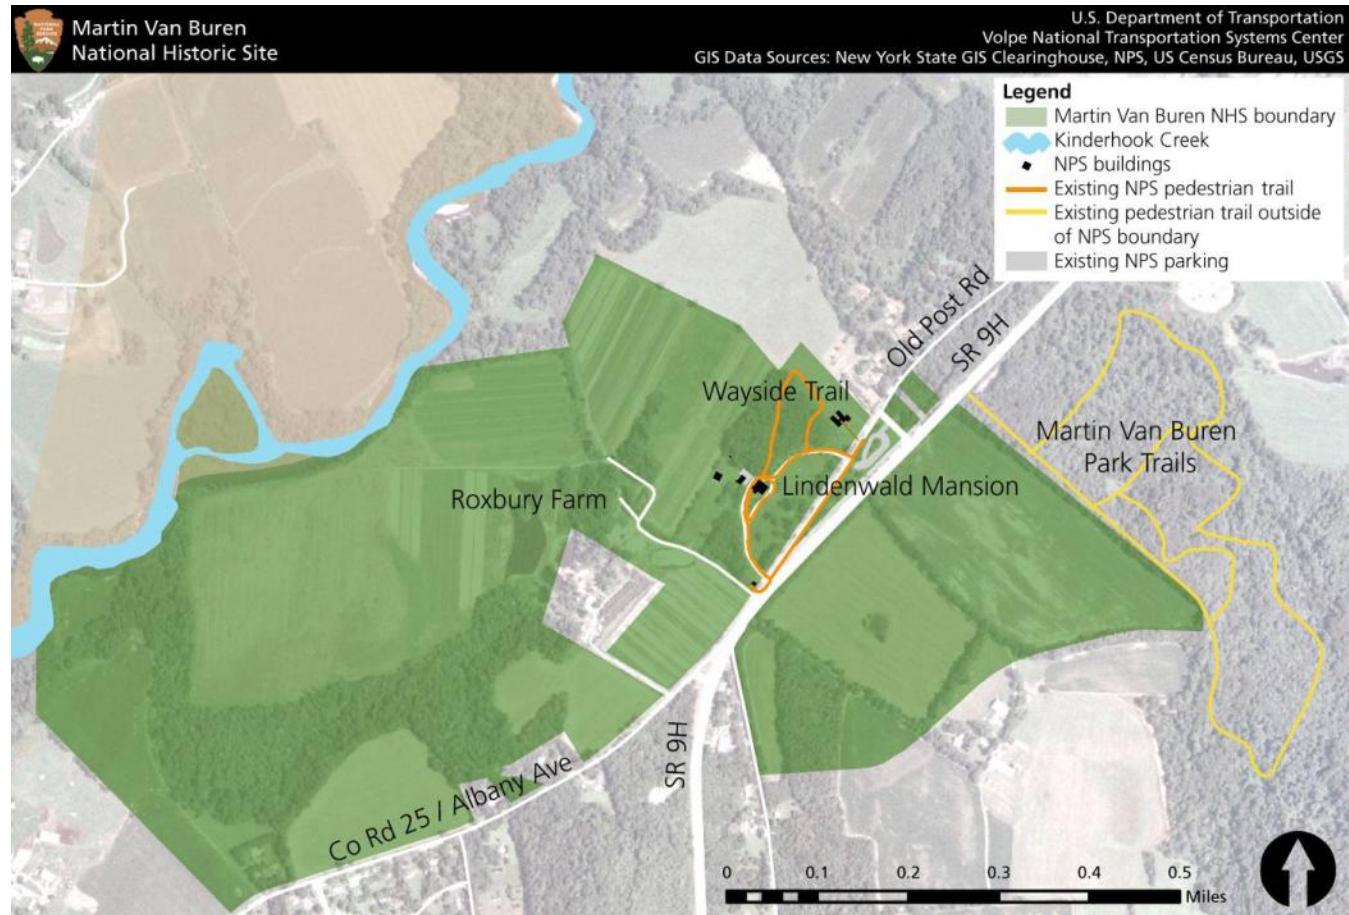 Martin Van Buren
National Historic Site
U.S. Department of Transportation
Volpe National Transportation Systems Center
GIS Data Sources: New York State GIS Clearinghouse, NPS, US Census Bureau, USGS
Legend
Martin Van Buren NHS boundary
Kinderhook Creek
NPS buildings
Existing NPS pedestrian trail
Existing pedestrian trail outside
of NPS boundary
Existing NPS parking
Old Post Rd
SR 9H
Wayside Trail
Martin Van Buren
Park Trails
Lindenwald Mansion
Roxbury Farm
SR 9H
Co Rd 25 / Albany Ave
0 0.1 0.2 0.3 0.4 0.5
Miles